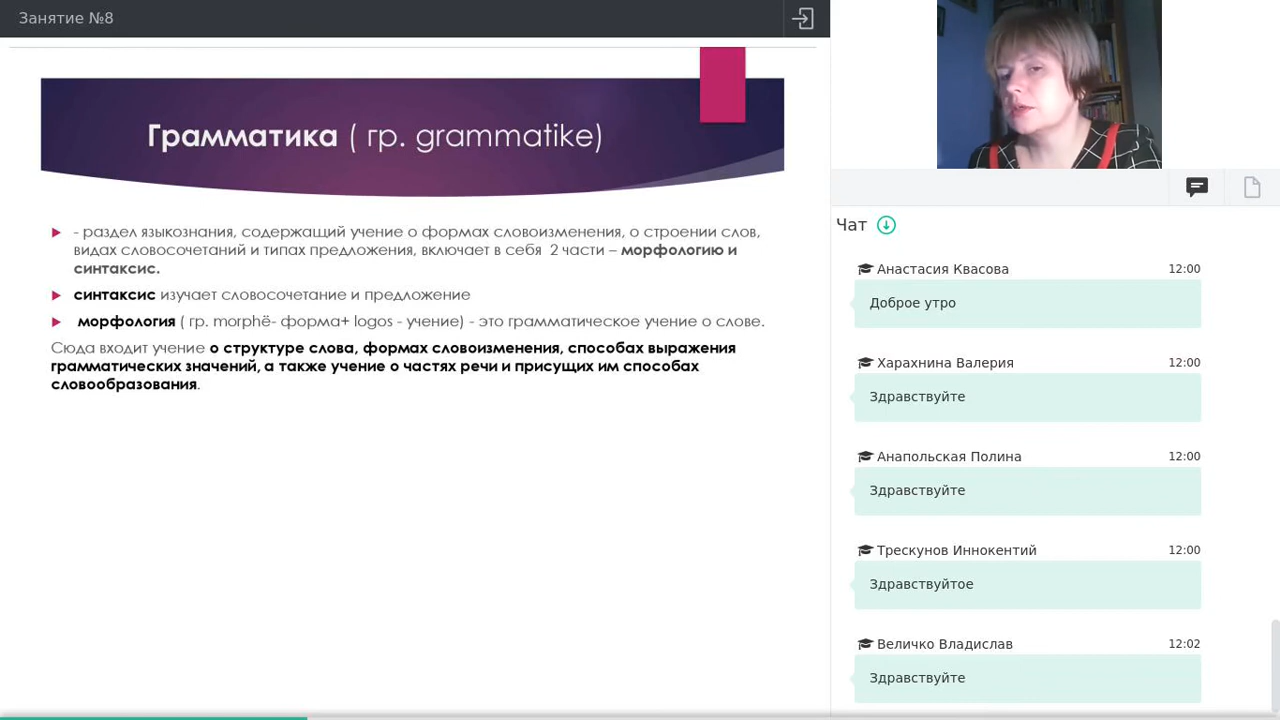 Занятие №8
Грамматика ( гр. grammatike)
- раздел языкознания, содержащий учение о формах словоизменения, о строении слов,
видах словосочетаний и типах предложения, включает в себя 2 части – морфологию и
синтаксис.
синтаксис изучает словосочетание и предложение
морфология ( гр. morphë- форма+ logos - учение) - это грамматическое учение о слове.
Сюда входит учение о структуре слова, формах словоизменения, способах выражения
грамматических значений, а также учение о частях речи и присущих им способах
словообразования.
Чат
Анастасия Квасова 12:00
Доброе утро
Харахнина Валерия 12:00
Здравствуйте
Анапольская Полина 12:00
Здравствуйте
Трескунов Иннокентий 12:00
Здравствуйтое
Величко Владислав 12:02
Здравствуйте